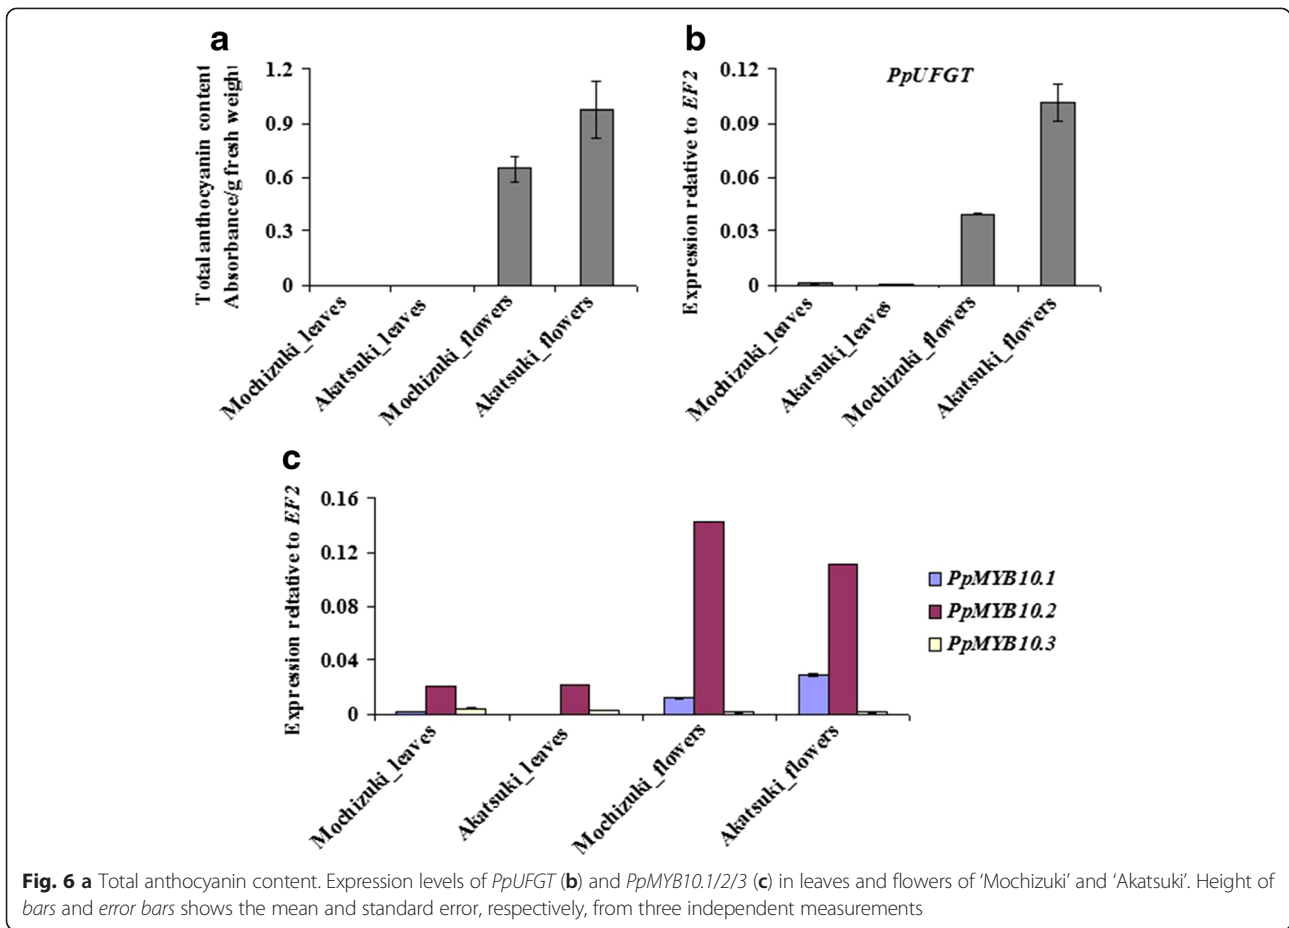 a
Total anthocyanin content
Absorbance/g fresh weight
1.2
0.9
0.6
0.3
0
Mochizuki_leaves
Akatsuki_leaves
Mochizuki_flowers
Akatsuki_flowers
b
PpUFGT
Expression relative to EF2
0.12
0.09
0.06
0.03
0
Mochizuki_leaves
Akatsuki_leaves
Mochizuki_flowers
Akatsuki_flowers
c
Expression reltative to EF2
0.16
0.12
0.08
0.04
0
Mochizuki_leaves
Akatsuki_leaves
Mochizuki_flowers
Akatsuki_flowers
PpMYB10.1
PpMYB10.2
PpMYB10.3
Fig. 6 a Total anthocyanin content. Expression levels of PpUFGT (b) and PpMYB10.1/2/3 (c) in leaves and flowers of ‘Mochizuki’ and ‘Akatsuki’. Height of
bars and error bars shows the mean and standard error, respectively, from three independent measurements